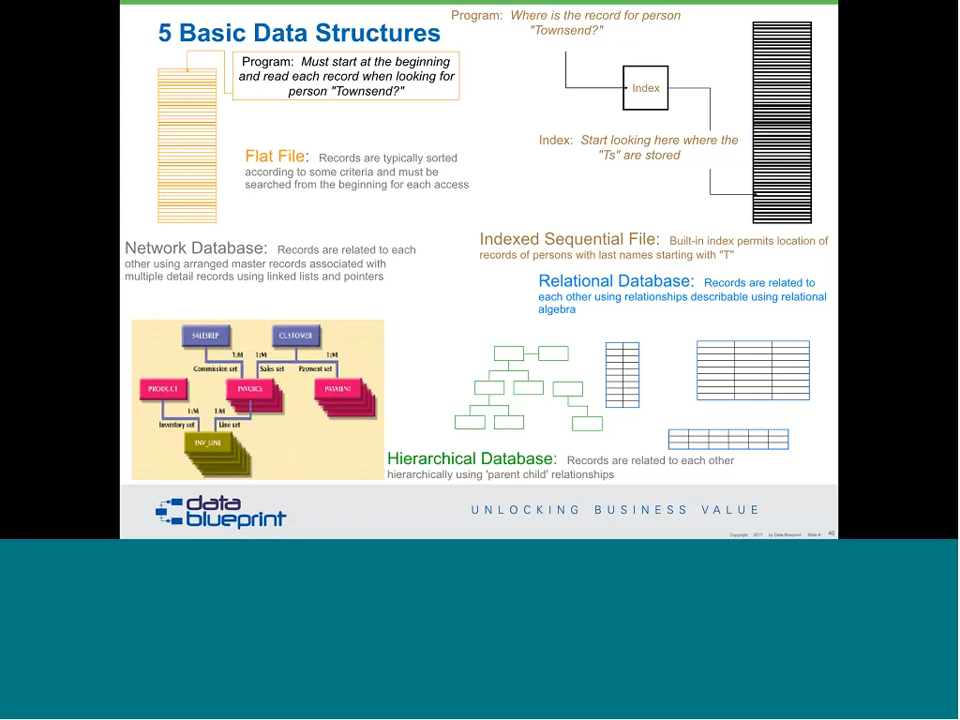 5 Basic Data Structures
Program: Where is the record for person
"Townsend?"
Program: Must start at the beginning
and read each record when looking for
person "Townsend?"
Index
Index: Start looking here where the
"Ts" are stored
Flat File: Records are typically sorted
according to some criteria and must be
searched from the beginning for each access
Network Database: Records are related to each
other using arranged master records associated with
multiple detail records using linked lists and pointers
Indexed Sequential File: Built-in index permits location of
records of persons with last names starting with "T"
Relational Database: Records are related to
each other using relationships describable using relational
algebra
SALESREP CUSTOMER
1:M 1:M 1:M
Commission set Sales set Payment set
PRODUCT INVOICE PAYMENT
1:M 1:M
Inventory set Line set
INV_LINE
Hierarchical Database: Records are related to each other
hierarchically using 'parent child' relationships
data
blueprint
UNLOCKING BUSINESS VALUE
Copyright 2017 by Data Blueprint Slide # 40